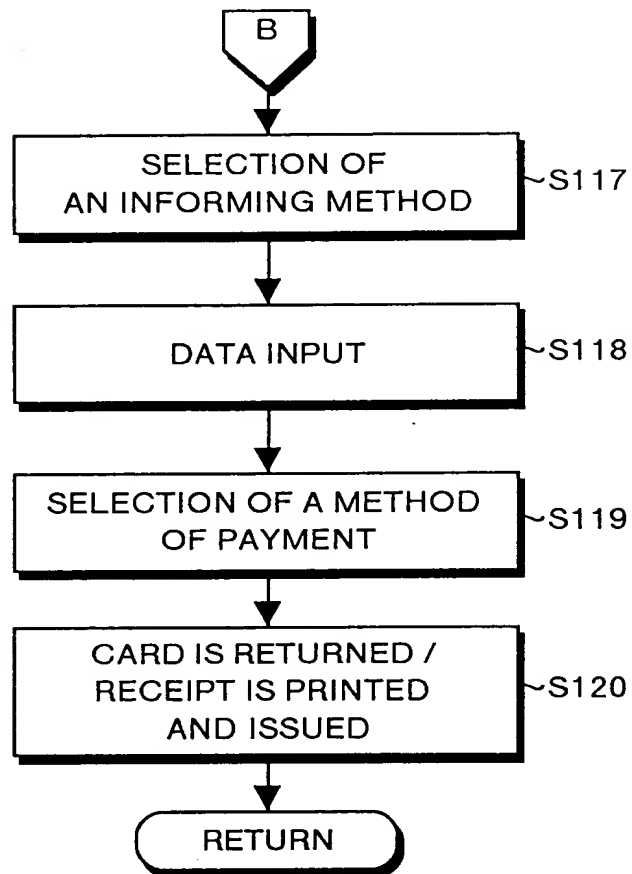 B
SELECTION OF
AN INFORMING METHOD
S117
DATA INPUT
S118
SELECTION OF A METHOD
OF PAYMENT
S119
CARD IS RETURNED /
RECEIPT IS PRINTED
AND ISSUED
S120
RETURN